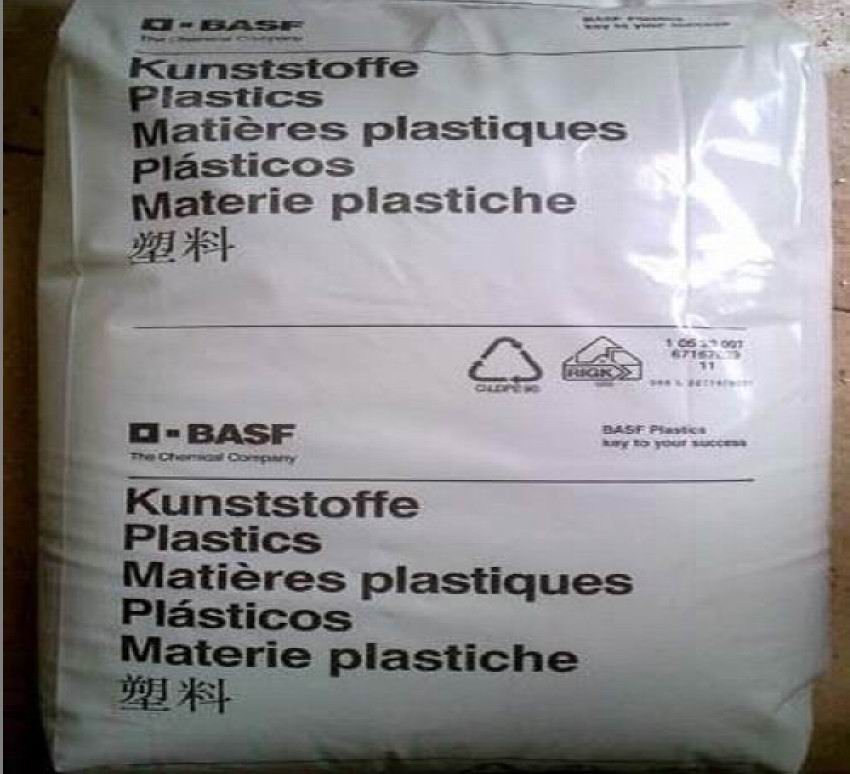 BASF
The Chemical Company
BASF Plastics
key to your success
Kunststoffe
Plastics
Matières plastiques
Plásticos
Materie plastiche
塑料
RIGK
11
BASF
The Chemical Company
BASF Plastics
key to your success
Kunststoffe
Plastics
Matières plastiques
Plásticos
Materie plastiche
塑料